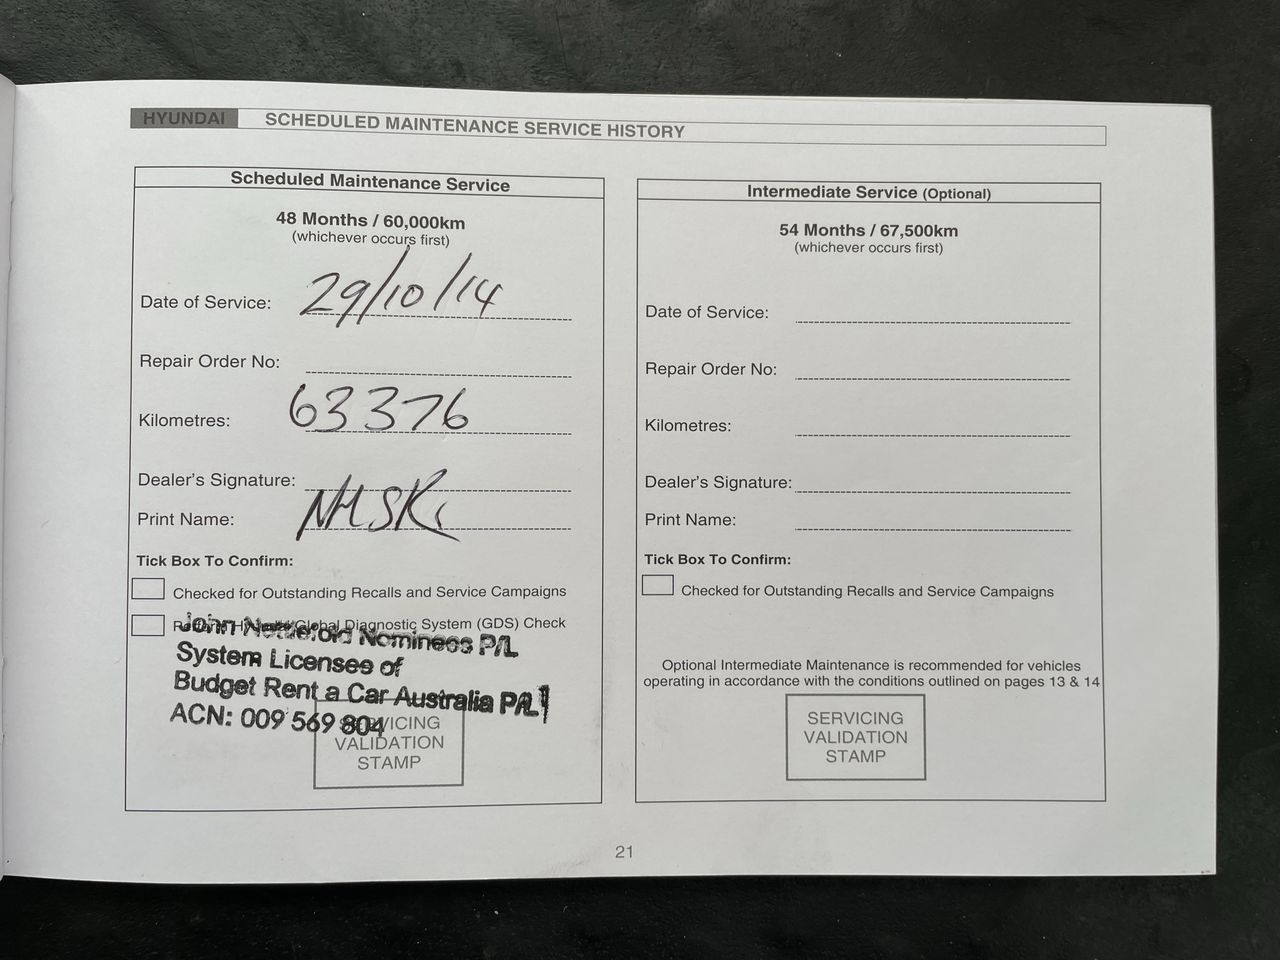 HYUNDAI SCHEDULED MAINTENANCE SERVICE HISTORY
Scheduled Maintenance Service
48 Months / 60,000km
(whichever occurs first)
Date of Service: 29/10/14
Repair Order No:
Kilometres: 63376
Dealer's Signature:
Print Name:
Tick Box To Confirm:
Checked for Outstanding Recalls and Service Campaigns
Global Diagnostic System (GDS) Check
John Nominees P/L
System Licensee of
Budget Rent a Car Australia P/L
ACN: 009 569 804
SERVICING
VALIDATION
STAMP
Intermediate Service (Optional)
54 Months / 67,500km
(whichever occurs first)
Date of Service:
Repair Order No:
Kilometres:
Dealer's Signature:
Print Name:
Tick Box To Confirm:
Checked for Outstanding Recalls and Service Campaigns
Optional Intermediate Maintenance is recommended for vehicles
operating in accordance with the conditions outlined on pages 13 & 14
SERVICING
VALIDATION
STAMP
21